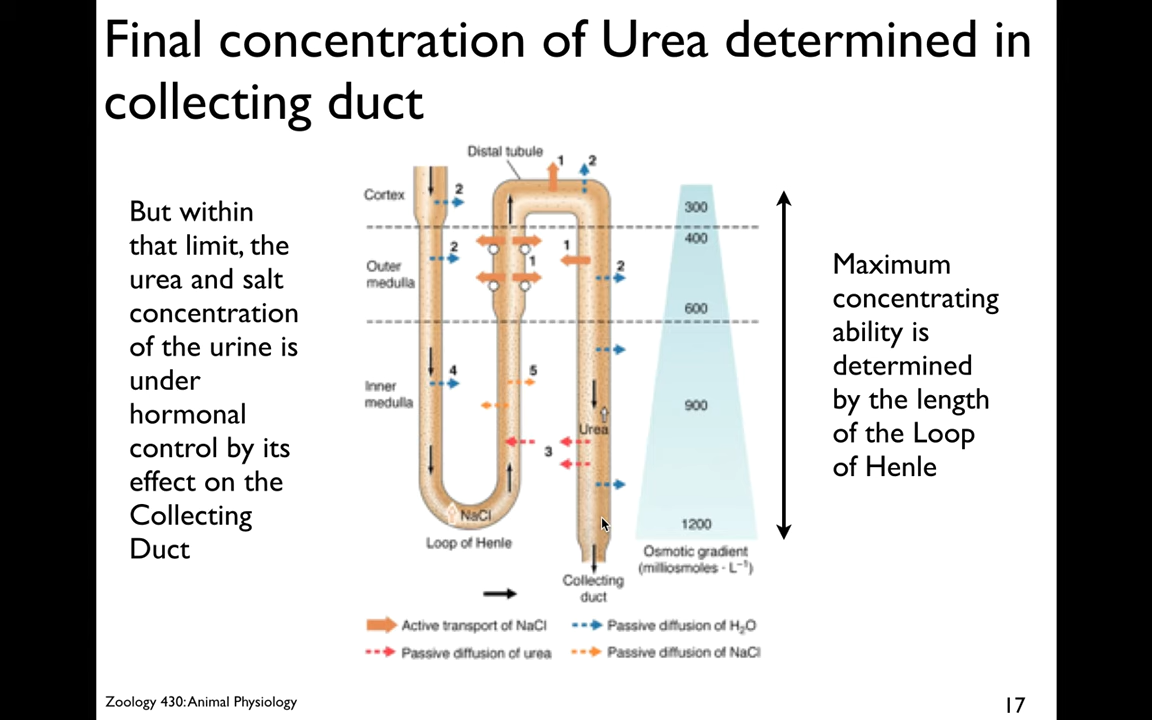 Final concentration of Urea determined in
collecting duct
But within
that limit, the
urea and salt
concentration
of the urine is
under
hormonal
control by its
effect on the
Collecting
Duct
Distal tubule
1
2
Cortex
2
300
400
2
1
1
2
Outer
medulla
600
4
5
Inner
medulla
900
Urea
3
NaCl
1200
Loop of Henle
Osmotic gradient
(milliosmoles · L⁻¹)
Collecting
duct
Active transport of NaCl
Passive diffusion of H₂O
Passive diffusion of urea
Passive diffusion of NaCl
Maximum
concentrating
ability is
determined
by the length
of the Loop
of Henle
Zoology 430: Animal Physiology
17